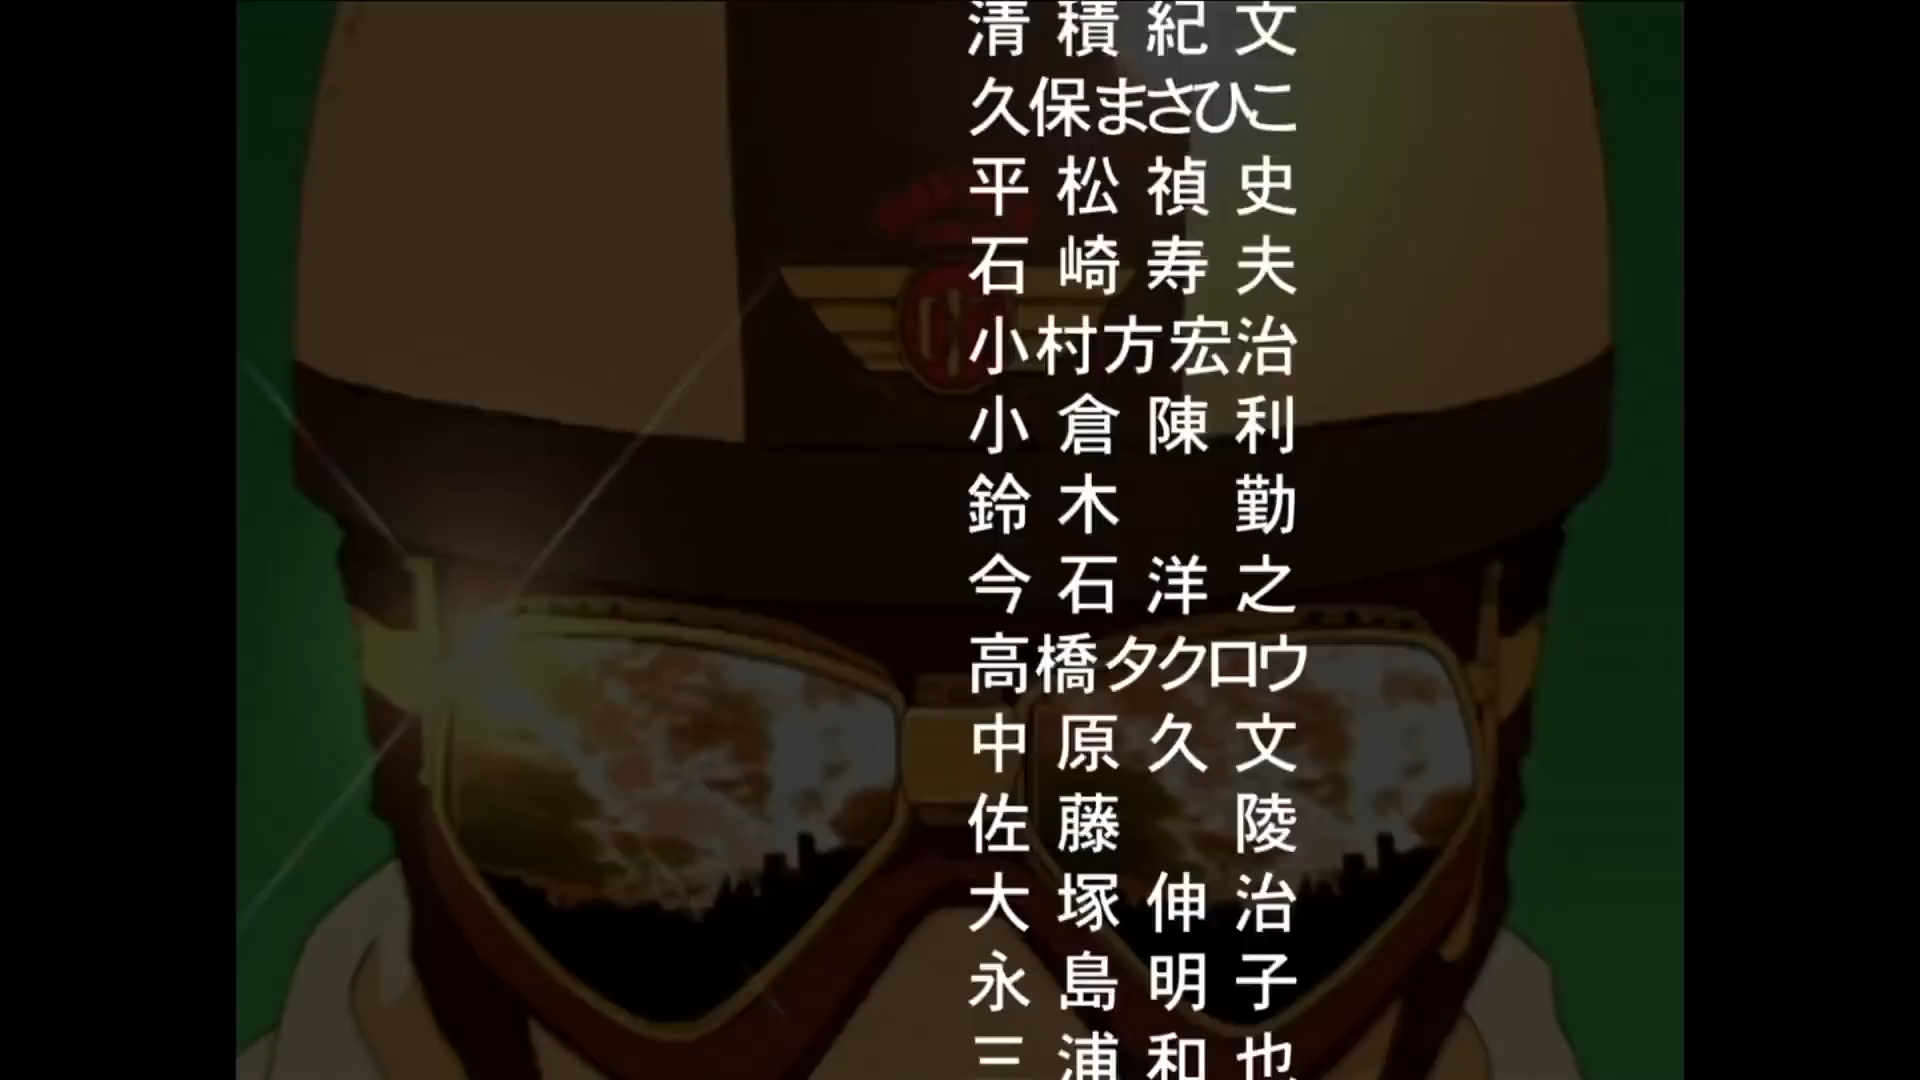 清積紀文
久保まさひこ
平松禎史
石崎寿夫
小村方宏治
小倉陳利
鈴木 勤
今石洋之
高橋タクロヲ
中原久文
佐藤 陵
大塚伸治
永島明子
三浦和也